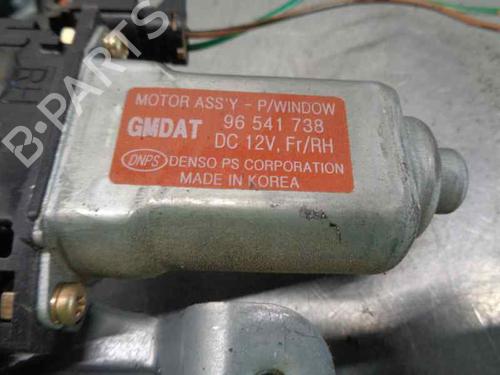 MOTOR ASS'Y - P/WINDOW
GMDAT 96 541 738
DC 12V, Fr/RH
DNPS DENSO PS CORPORATION
MADE IN KOREA
RH
B-PARTS